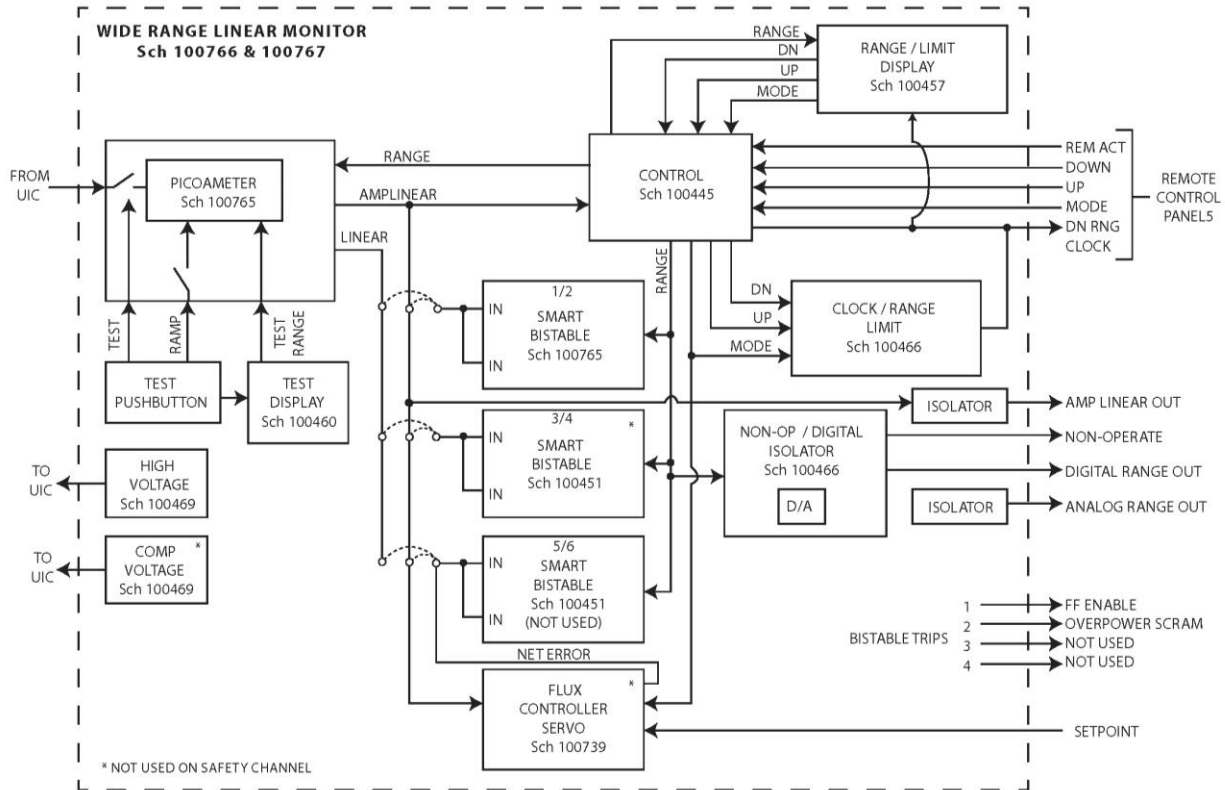 WIDE RANGE LINEAR MONITOR
Sch 100766 & 100767
RANGE
DN
UP
MODE
RANGE / LIMIT
DISPLAY
Sch 100457
FROM
UIC
PICOAMETER
Sch 100765
RANGE
AMPLINEAR
LINEAR
CONTROL
Sch 100445
REM ACT
DOWN
UP
MODE
DN RNG
CLOCK
REMOTE
CONTROL
PANEL5
TEST
RAMP
TEST
RANGE
TEST
PUSHBUTTON
TEST
DISPLAY
Sch 100460
RANGE
1/2
IN
SMART
BISTABLE
Sch 100765
IN
DN
UP
MODE
CLOCK / RANGE
LIMIT
Sch 100466
3/4
*
IN
SMART
BISTABLE
Sch 100451
IN
NON-OP / DIGITAL
ISOLATOR
Sch 100466
D/A
ISOLATOR
AMP LINEAR OUT
NON-OPERATE
DIGITAL RANGE OUT
ISOLATOR
ANALOG RANGE OUT
TO
UIC
HIGH
VOLTAGE
Sch 100469
TO
UIC
COMP *
VOLTAGE
Sch 100469
5/6
IN
SMART
BISTABLE
Sch 100451
IN
(NOT USED)
NET ERROR
FLUX *
CONTROLLER
SERVO
Sch 100739
BISTABLE TRIPS
1 FF ENABLE
2 OVERPOWER SCRAM
3 NOT USED
4 NOT USED
SETPOINT
* NOT USED ON SAFETY CHANNEL